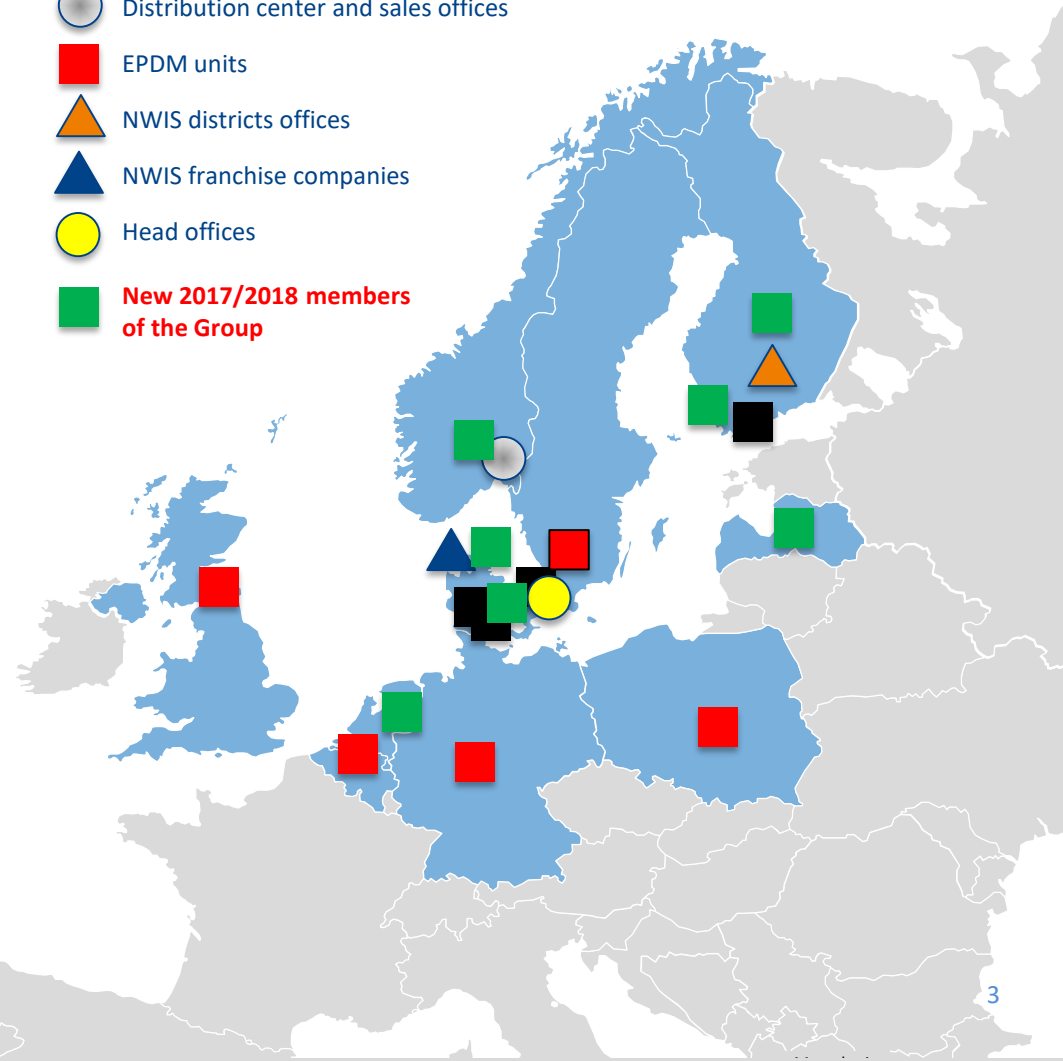 Distribution center and sales offices
EPDM units
NWIS districts offices
NWIS franchise companies
Head offices
New 2017/2018 members
of the Group
3